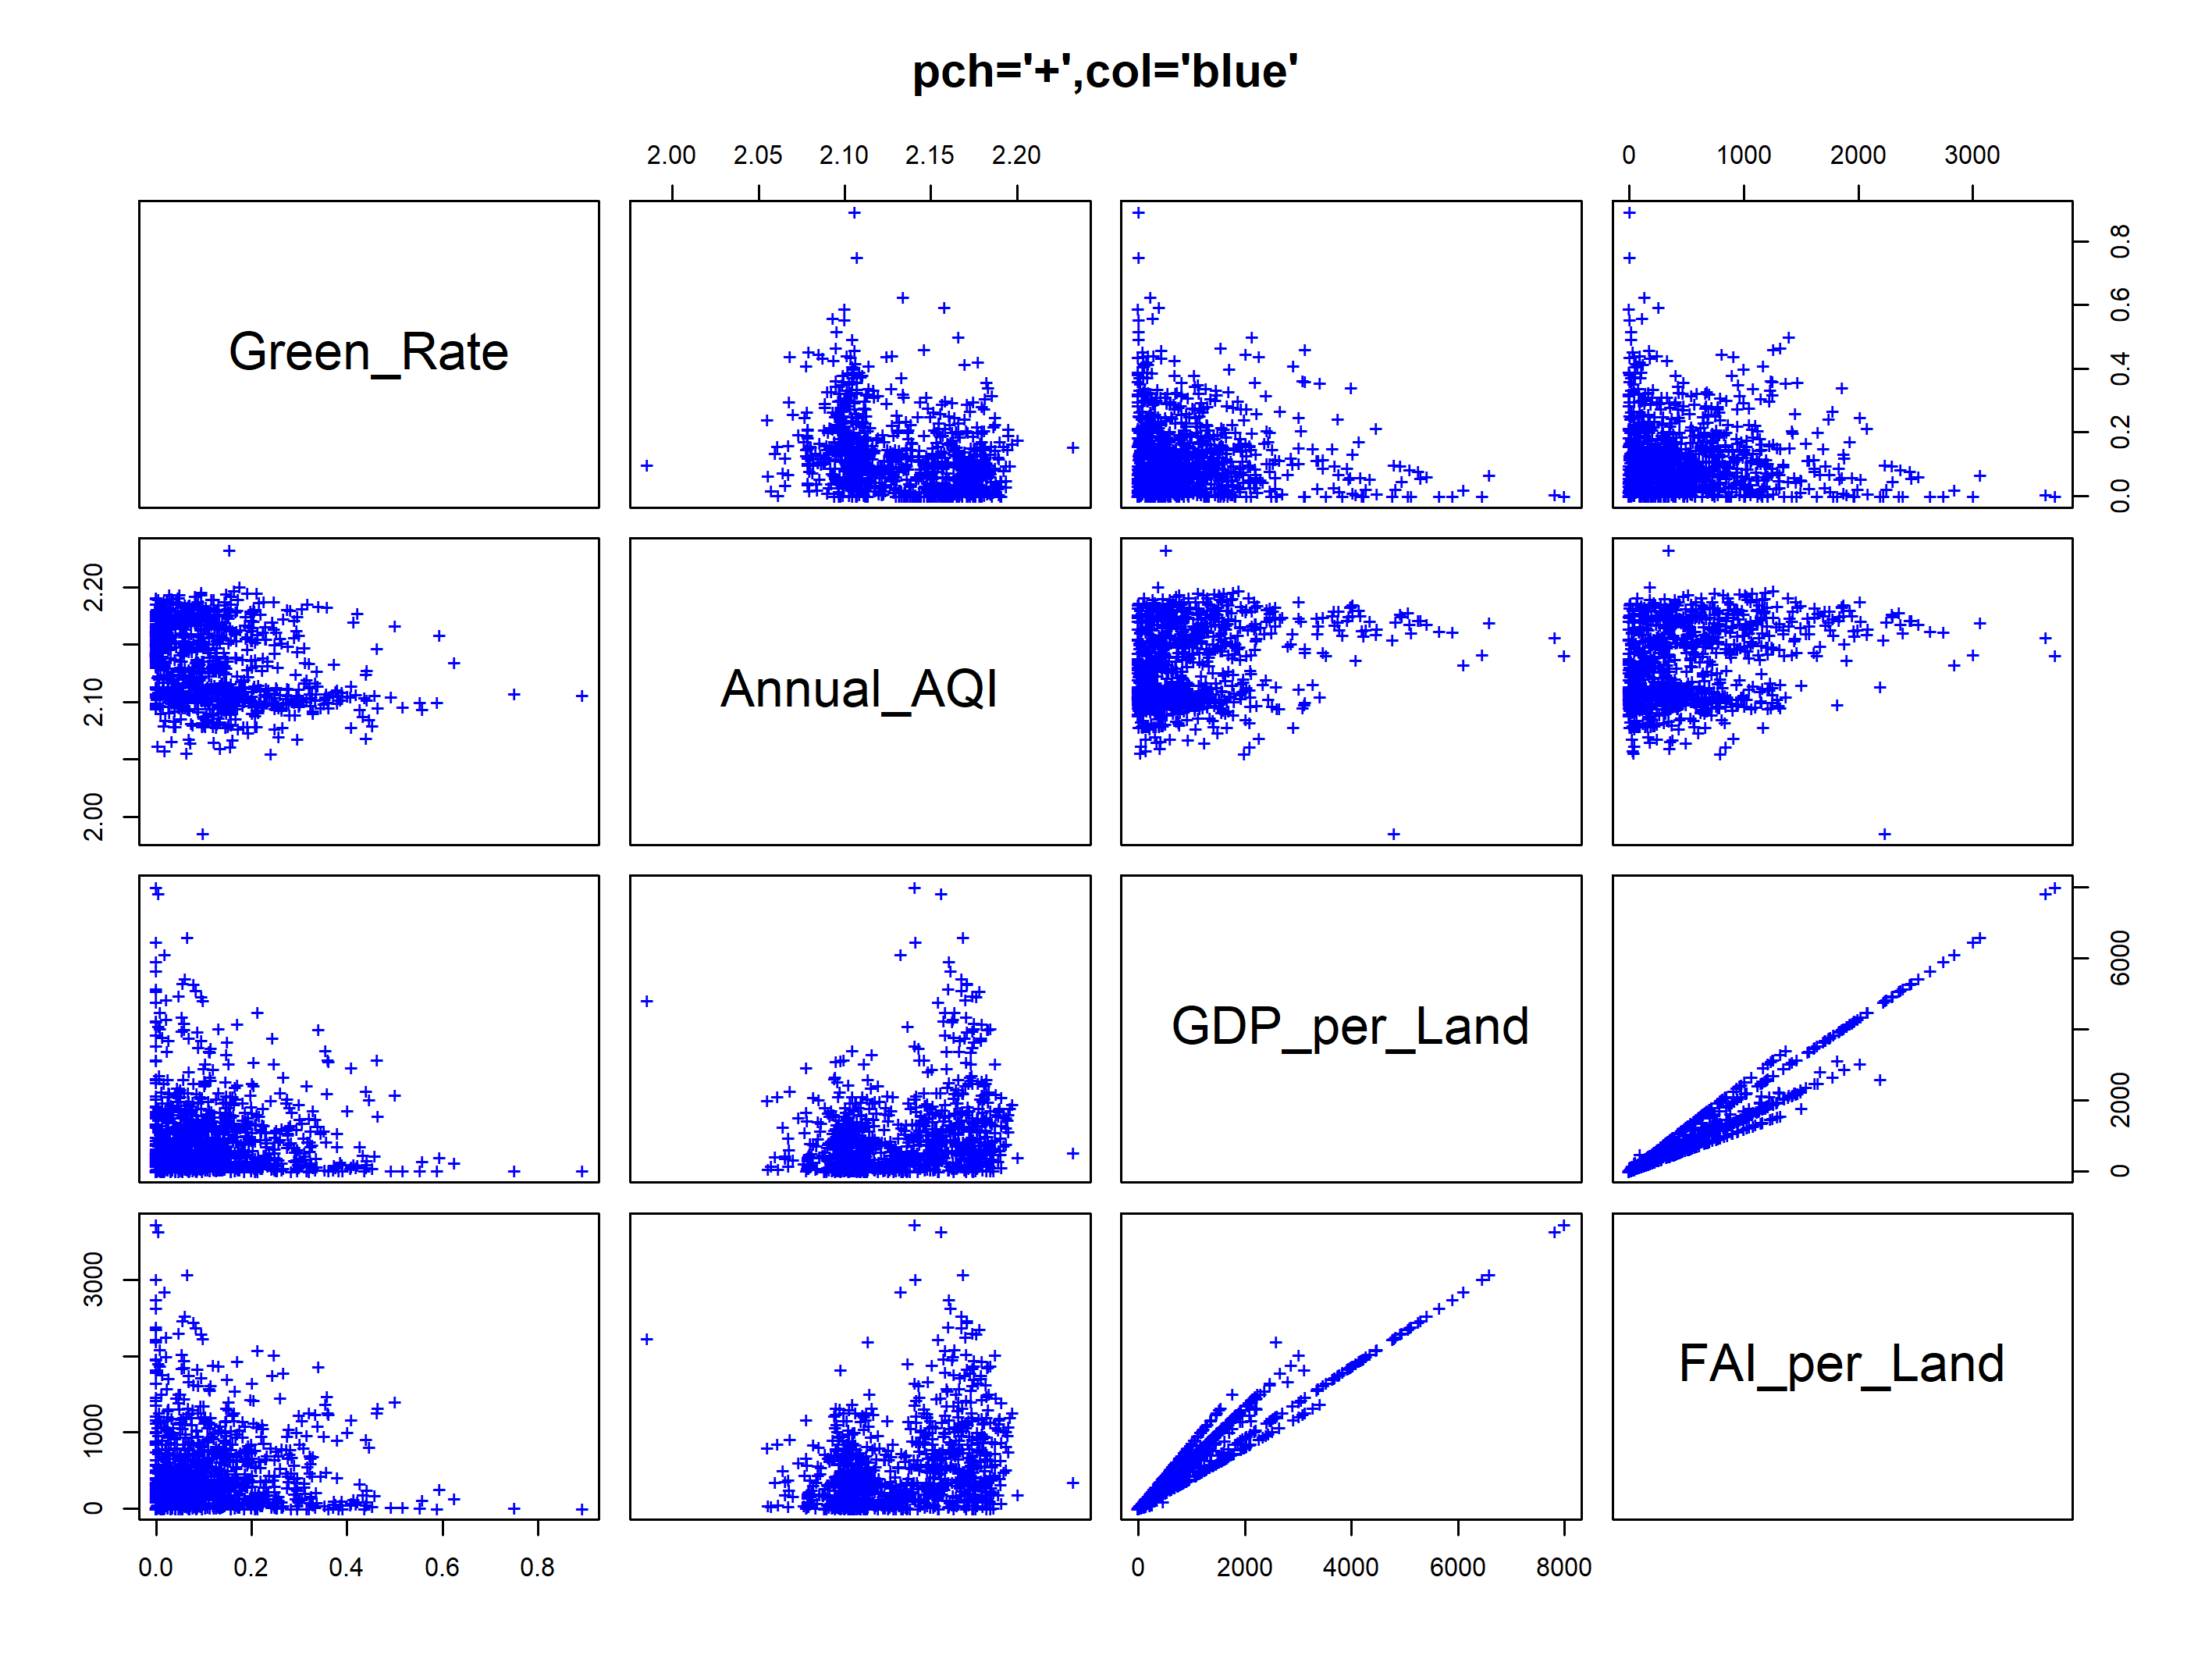 pch='+',col='blue'
2.00 2.05 2.10 2.15 2.20
0 1000 2000 3000
Green_Rate
0.0 0.2 0.4 0.6 0.8
2.00 2.10 2.20
Annual_AQI
GDP_per_Land
0 2000 6000
0 1000 3000
FAI_per_Land
0.0 0.2 0.4 0.6 0.8
0 2000 4000 6000 8000